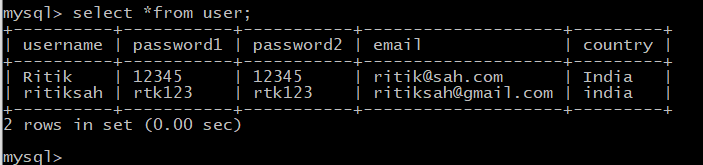 mysql> select *from user;
+----------+-----------+-----------+--------------------+---------+
| username | password1 | password2 | email              | country |
+----------+-----------+-----------+--------------------+---------+
| Ritik    | 12345     | 12345     | ritik@sah.com      | India   |
| ritiksah | rtk123    | rtk123    | ritiksah@gmail.com | india   |
+----------+-----------+-----------+--------------------+---------+
2 rows in set (0.00 sec)
mysql>